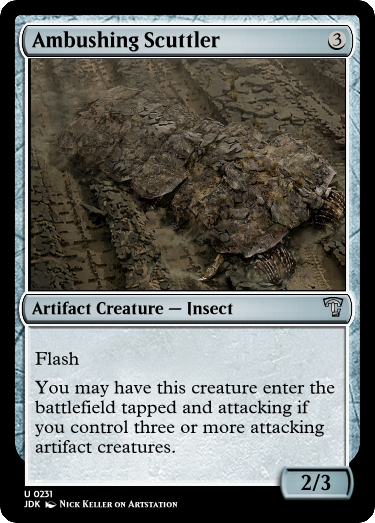 Ambushing Scuttler 3
Artifact Creature — Insect
Flash
You may have this creature enter the
battlefield tapped and attacking if
you control three or more attacking
artifact creatures.
2/3
U 0231
JDK Nick Keller on Artstation